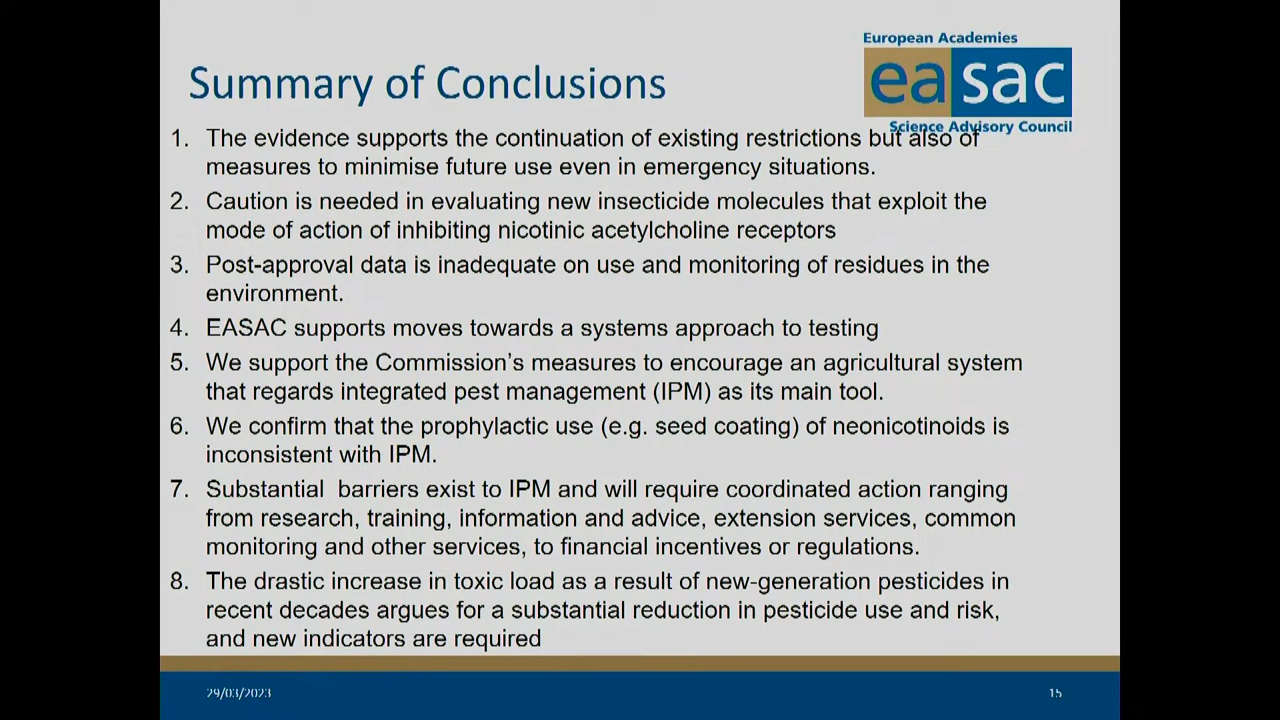 European Academies
easac
Science Advisory Council
Summary of Conclusions
1. The evidence supports the continuation of existing restrictions but also of
measures to minimise future use even in emergency situations.
2. Caution is needed in evaluating new insecticide molecules that exploit the
mode of action of inhibiting nicotinic acetylcholine receptors
3. Post-approval data is inadequate on use and monitoring of residues in the
environment.
4. EASAC supports moves towards a systems approach to testing
5. We support the Commission's measures to encourage an agricultural system
that regards integrated pest management (IPM) as its main tool.
6. We confirm that the prophylactic use (e.g. seed coating) of neonicotinoids is
inconsistent with IPM.
7. Substantial barriers exist to IPM and will require coordinated action ranging
from research, training, information and advice, extension services, common
monitoring and other services, to financial incentives or regulations.
8. The drastic increase in toxic load as a result of new-generation pesticides in
recent decades argues for a substantial reduction in pesticide use and risk,
and new indicators are required
29/03/2023
15